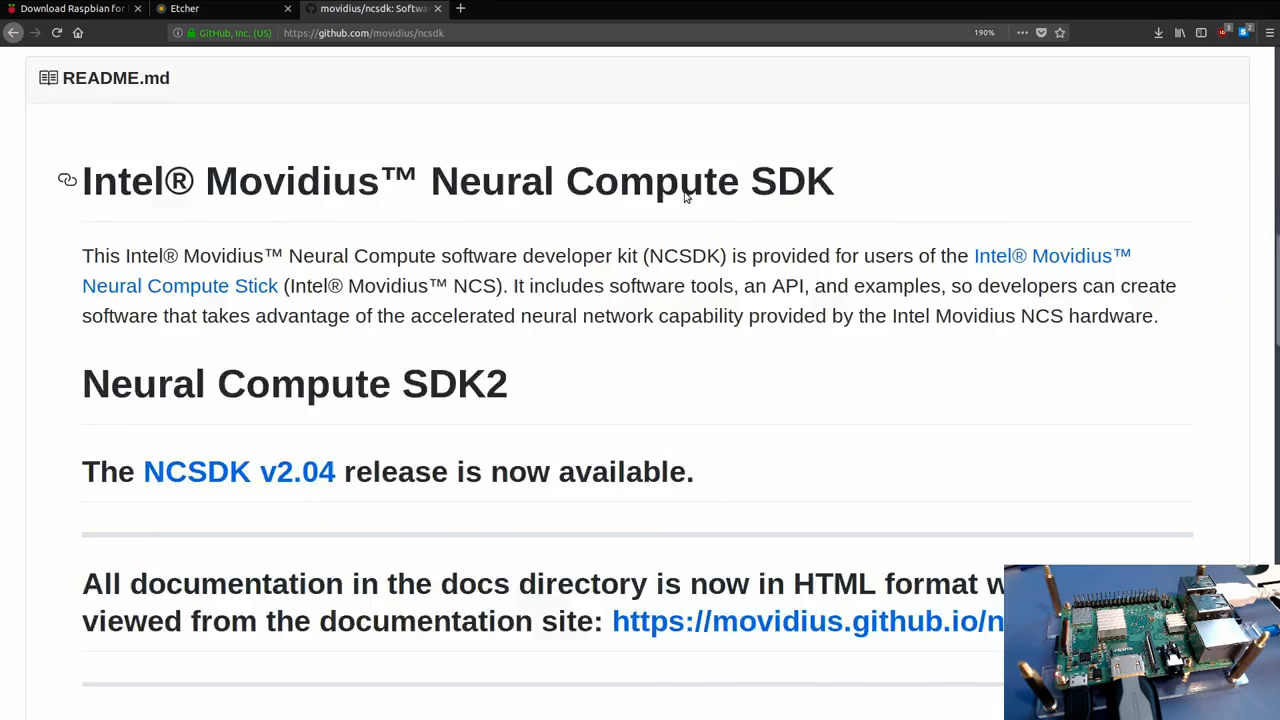 Download Raspbian for
Etcher
movidius/ncsdk: Softwa
GitHub, Inc. (US)
https://github.com/movidius/ncsdk
190%
README.md
Intel® Movidius™ Neural Compute SDK
This Intel® Movidius™ Neural Compute software developer kit (NCSDK) is provided for users of the Intel® Movidius™
Neural Compute Stick (Intel® Movidius™ NCS). It includes software tools, an API, and examples, so developers can create
software that takes advantage of the accelerated neural network capability provided by the Intel Movidius NCS hardware.
Neural Compute SDK2
The NCSDK v2.04 release is now available.
All documentation in the docs directory is now in HTML format w
viewed from the documentation site: https://movidius.github.io/n